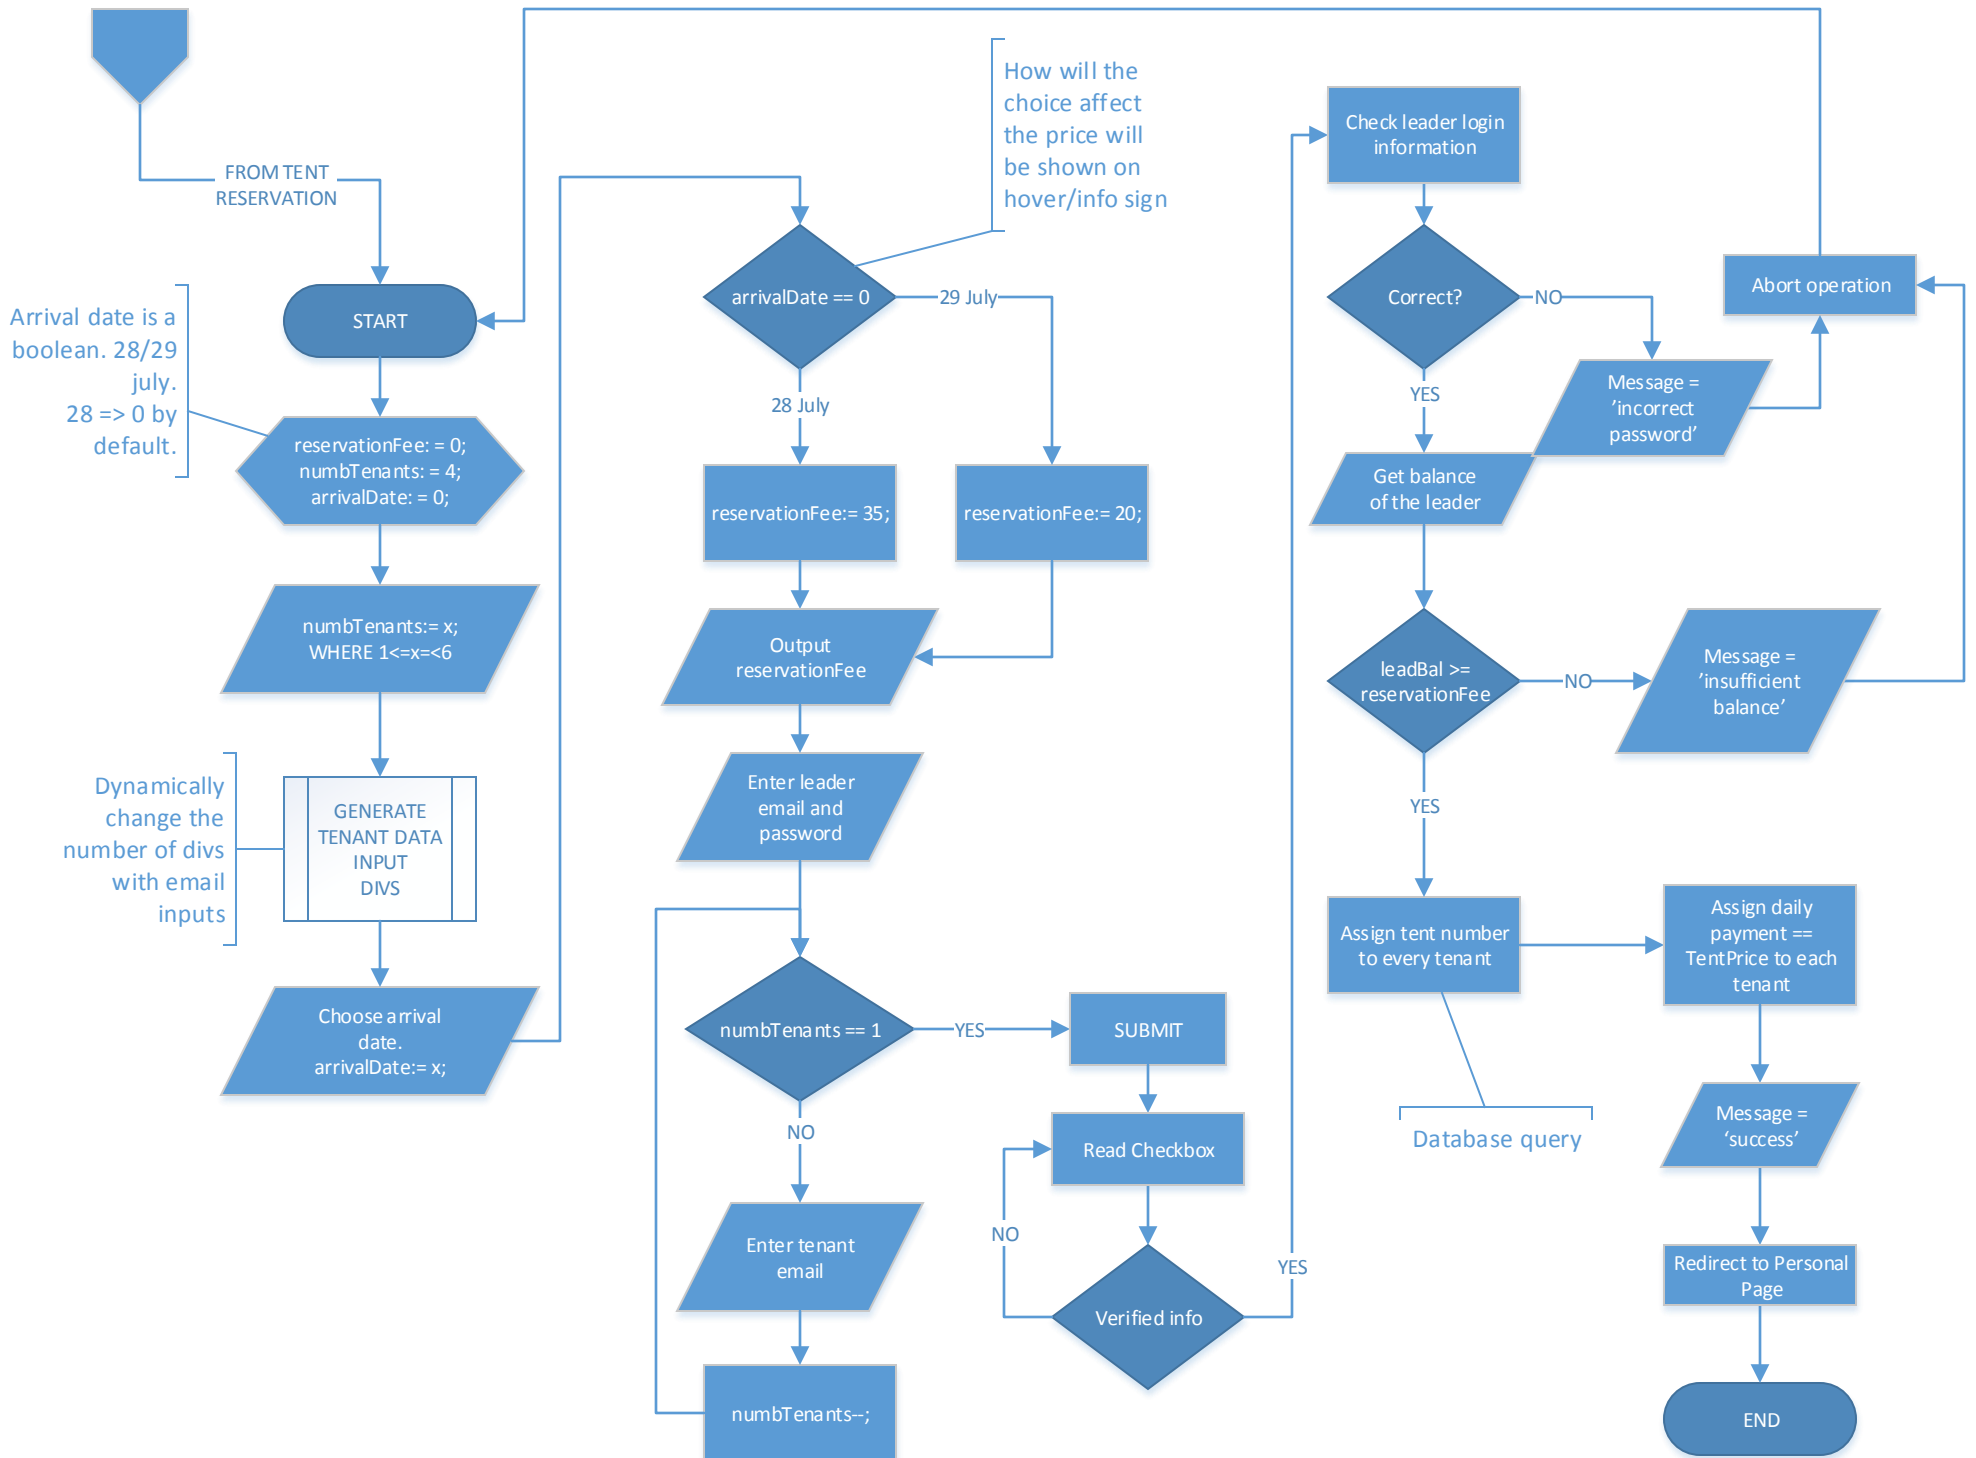 FROM TENT
RESERVATION
START
Arrival date is a
boolean. 28/29
july.
28 => 0 by
default.
reservationFee: = 0;
numbTenants: = 4;
arrivalDate: = 0;
numbTenants:= x;
WHERE 1<=x=<6
Dynamically
change the
number of divs
with email
inputs
GENERATE
TENANT DATA
INPUT
DIVS
Choose arrival
date.
arrivalDate:= x;
How will the
choice affect
the price will
be shown on
hover/info sign
arrivalDate == 0
29 July
28 July
reservationFee:= 35;
reservationFee:= 20;
Output
reservationFee
Enter leader
email and
password
numbTenants == 1
YES
NO
Enter tenant
email
numbTenants--;
SUBMIT
Read Checkbox
NO
Verified info
YES
Check leader login
information
Correct?
NO
YES
Message =
’incorrect
password’
Abort operation
Get balance
of the leader
leadBal >=
reservationFee
NO
Message =
’insufficient
balance’
YES
Assign tent number
to every tenant
Database query
Assign daily
payment ==
TentPrice to each
tenant
Message =
‘success’
Redirect to Personal
Page
END